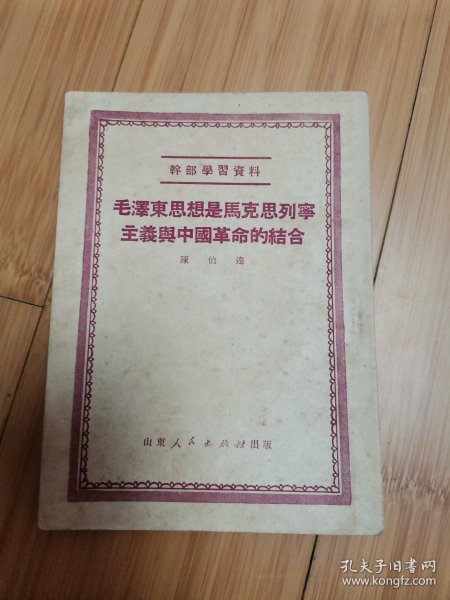 幹部學習資料
毛澤東思想是馬克思列寧
主義與中國革命的結合
陳伯達
山東人民出版社出版
孔夫子旧书网
www.kongfz.com